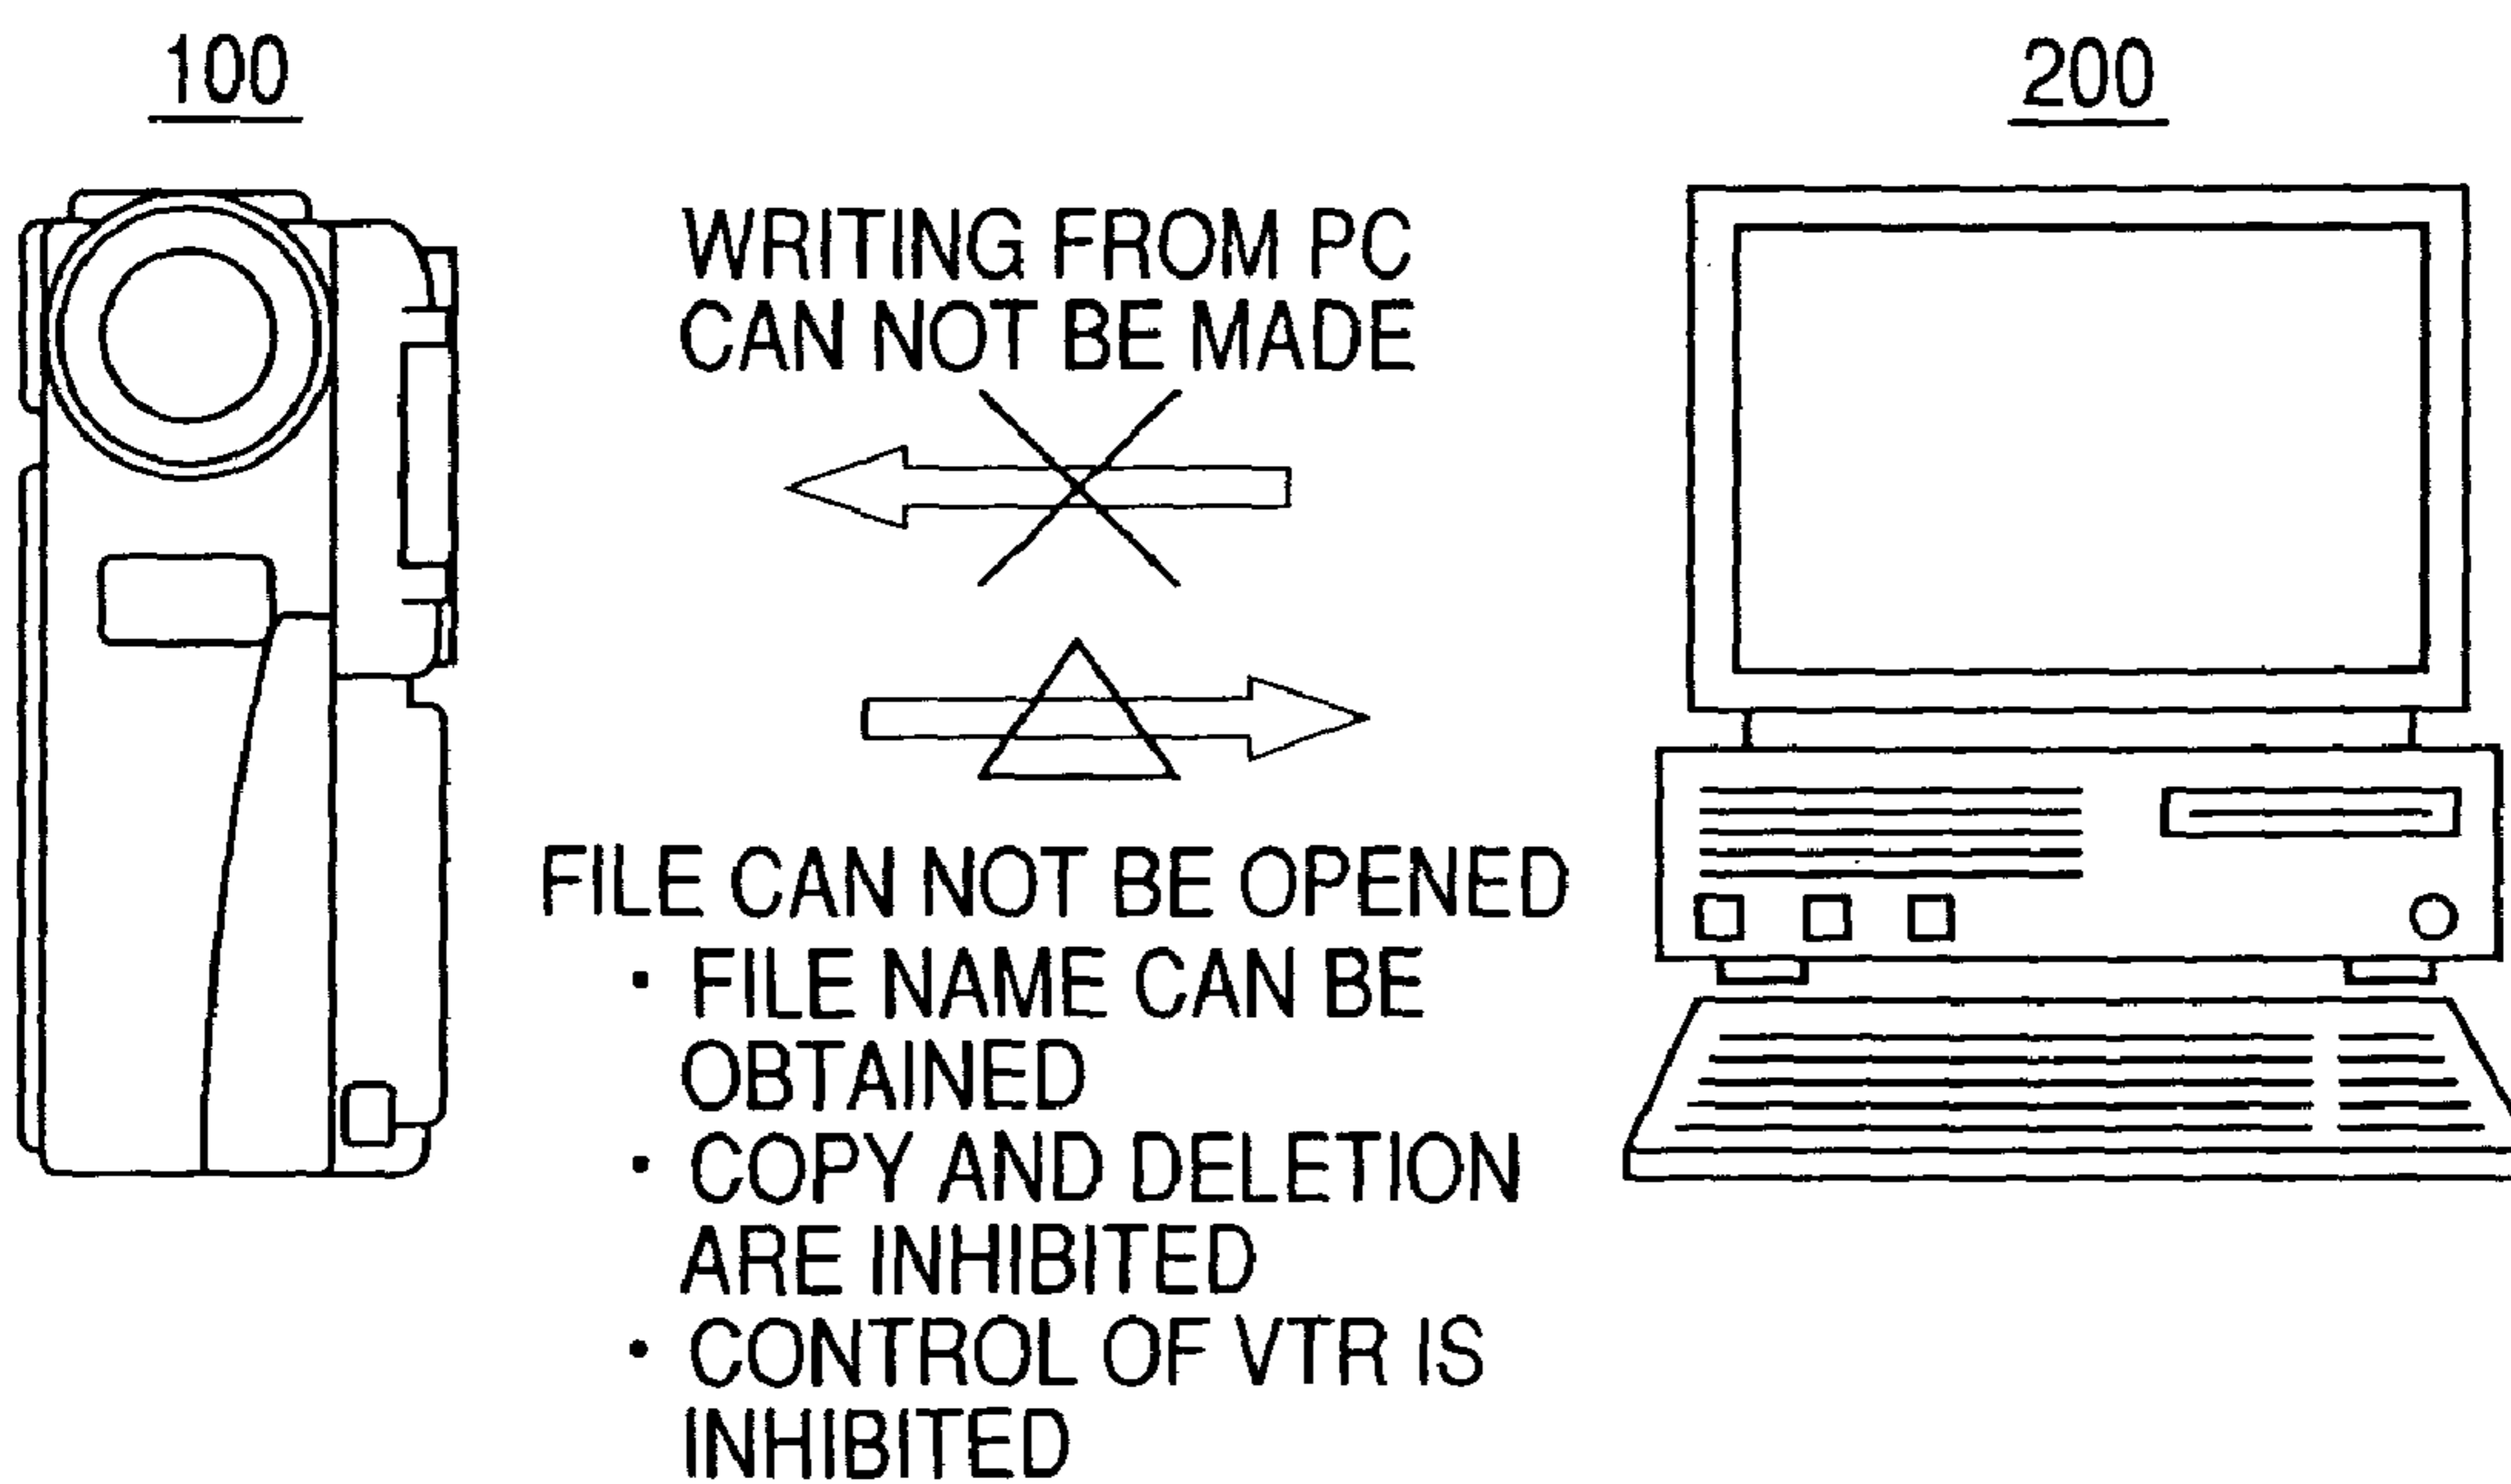 100
200
WRITING FROM PC
CAN NOT BE MADE
FILE CAN NOT BE OPENED
· FILE NAME CAN BE
OBTAINED
· COPY AND DELETION
ARE INHIBITED
· CONTROL OF VTR IS
INHIBITED